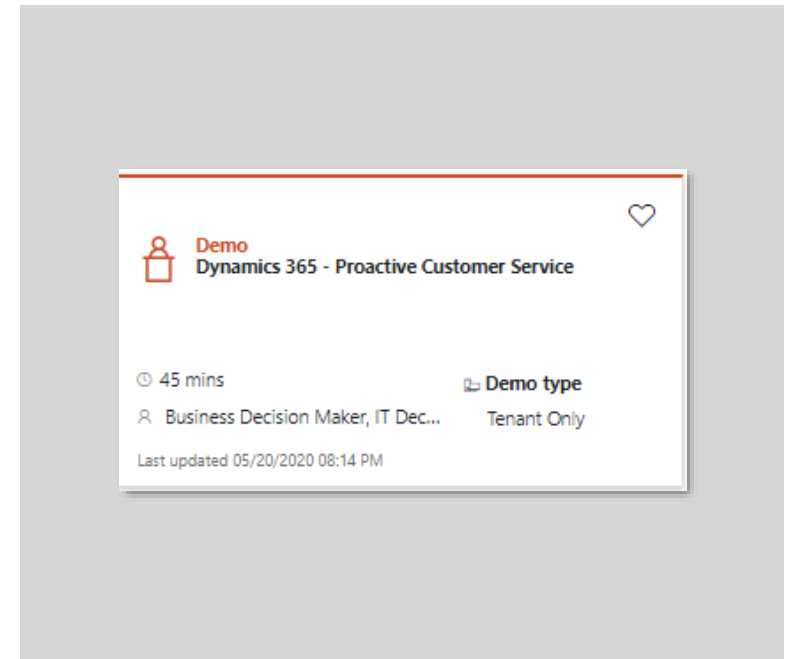 Demo
Dynamics 365 - Proactive Customer Service
45 mins
Demo type
Business Decision Maker, IT Dec...
Tenant Only
Last updated 05/20/2020 08:14 PM